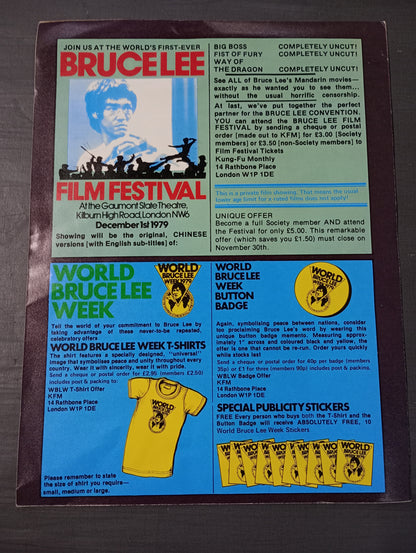 JOIN US AT THE WORLD'S FIRST-EVER
BRUCE LEE
FILM FESTIVAL
At the Gaumont State Theatre,
Kilburn High Road, London NW6
December 1st 1979
Showing will be the original, CHINESE
versions [with English sub-titles] of:
BIG BOSS COMPLETELY UNCUT!
FIST OF FURY COMPLETELY UNCUT!
WAY OF
THE DRAGON COMPLETELY UNCUT!
See ALL of Bruce Lee's Mandarin movies—
exactly as he wanted you to see them...
without the usual horrific censorship.
At last, we've put together the perfect
partner for the BRUCE LEE CONVENTION.
YOU can attend the BRUCE LEE FILM
FESTIVAL by sending a cheque or postal
order [made out to KFM] for £3.00 [Society
members] or £3.50 [non-Society members] to
Film Festival Tickets
Kung-Fu Monthly
14 Rathbone Place
London W1P 1DE
This is a private film showing. That means the usual
lower age limit for x-rated films does not apply!
UNIQUE OFFER
Become a full Society member AND attend
the Festival for only £5.00. This remarkable
offer (which saves you £1.50) must close on
November 30th.
WORLD
BRUCE LEE
WEEK
WORLD
BRUCE LEE
WEEK 1979
Tell the world of your commitment to Bruce Lee by
taking advantage of these never-to-be repeated,
celebratory offers
WORLD BRUCE LEE WEEK T-SHIRTS
The shirt features a specially designed, "universal"
image that symbolises peace and unity throughout every
country. Wear it with sincerity, wear it with pride.
Send a cheque or postal order for £2.95 (members £2.50)
includes post & packing to:
WBLW T-Shirt Offer
KFM
14 Rathbone Place
London W1P 1DE
WORLD
BRUCE LEE
Please remember to state
the size of shirt you require—
small, medium or large.
WORLD
BRUCE LEE
WEEK
BUTTON
BADGE
WORLD
BRUCE LEE
Again, symbolising peace between nations, consider
too proclaiming Bruce Lee's word by wearing this
unique button badge memento. Measuring approx-
imately 1" across and coloured black and yellow, the
offer is one that cannot be re-run. Order yours quickly
while stocks last
Send a cheque or postal order for 40p per badge (members
35p) or £1 for three (members 90p) includes post & packing
to: WBLW Badge Offer
KFM
14 Rathbone Place
London W1P 1DE
SPECIAL PUBLICITY STICKERS
FREE Every person who buys both the T-Shirt and the
Button Badge will receive ABSOLUTELY FREE, 10
World Bruce Lee Week Stickers.
WORLD